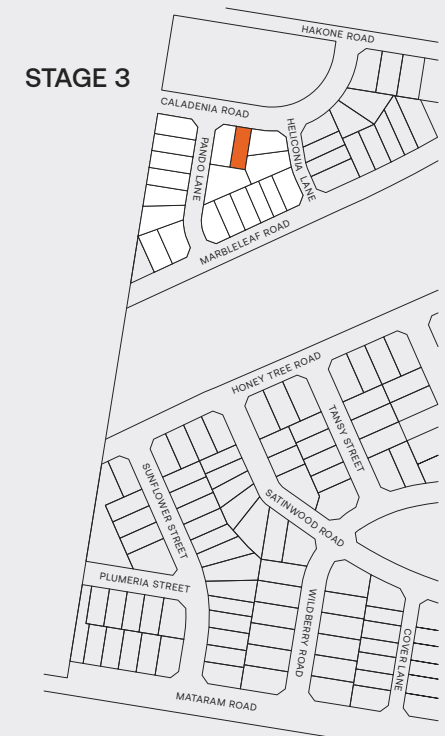 HAKONE ROAD
STAGE 3
CALADENIA ROAD
PANDO LANE
HELICONIA LANE
MARBLELEAF ROAD
HONEY TREE ROAD
TANSY STREET
SUNFLOWER STREET
SATINWOOD ROAD
PLUMERIA STREET
WILDBERRY ROAD
COVER LANE
MATARAM ROAD